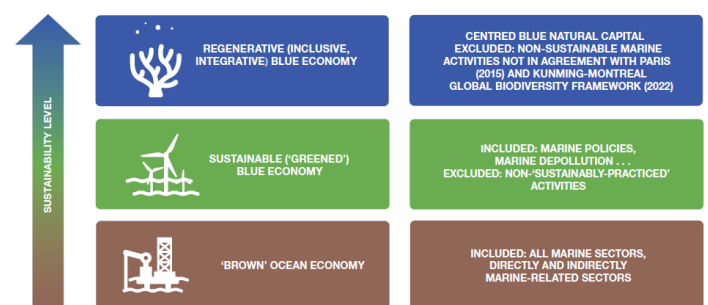 SUSTAINABILITY LEVEL
REGENERATIVE (INCLUSIVE,
INTEGRATIVE) BLUE ECONOMY
CENTRED BLUE NATURAL CAPITAL
EXCLUDED: NON-SUSTAINABLE MARINE
ACTIVITIES NOT IN AGREEMENT WITH PARIS
(2015) AND KUNMING-MONTREAL
GLOBAL BIODIVERSITY FRAMEWORK (2022)
SUSTAINABLE (‘GREENED’)
BLUE ECONOMY
INCLUDED: MARINE POLICIES,
MARINE DEPOLLUTION . . .
EXCLUDED: NON-‘SUSTAINABLY-PRACTICED’
ACTIVITIES
‘BROWN’ OCEAN ECONOMY
INCLUDED: ALL MARINE SECTORS,
DIRECTLY AND INDIRECTLY
MARINE-RELATED SECTORS